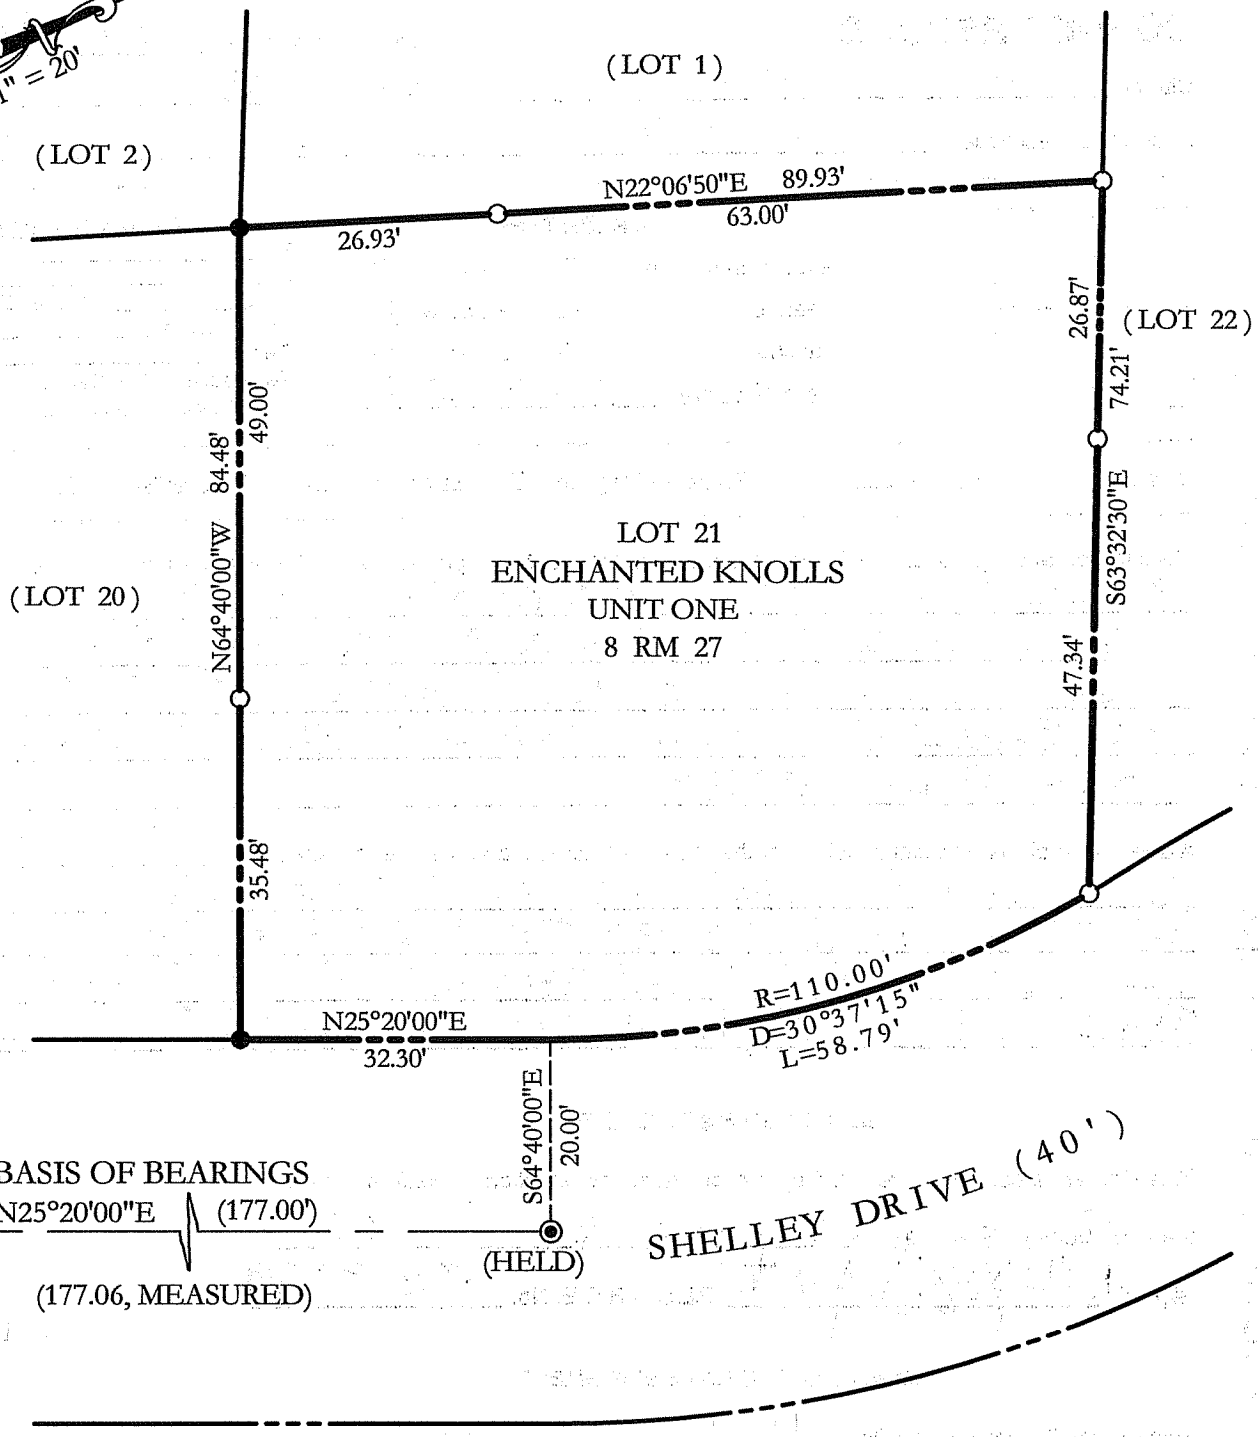 1" = 20'
(LOT 1)
(LOT 2)
N22°06'50"E 89.93'
63.00'
26.93'
26.87'
(LOT 22)
74.21'
49.00'
84.48'
N64°40'00"W
S63°32'30"E
LOT 21
ENCHANTED KNOLLS
UNIT ONE
8 RM 27
(LOT 20)
47.34'
35.48'
R=110.00'
D=30°37'15"
L=58.79'
N25°20'00"E
32.30'
S64°40'00"E
20.00'
SHELLEY DRIVE (40')
BASIS OF BEARINGS
N25°20'00"E (177.00')
(HELD)
(177.06, MEASURED)